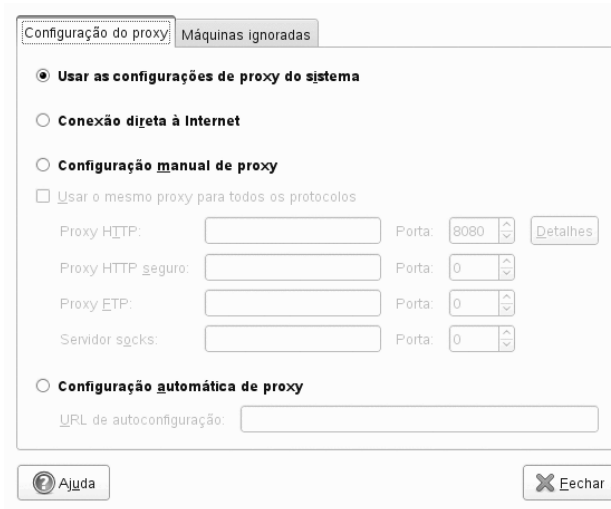 Configuração do proxy Máquinas ignoradas
Usar as configurações de proxy do sistema
Conexão direta à Internet
Configuração manual de proxy
Usar o mesmo proxy para todos os protocolos
Proxy HTTP: Porta: 8080 Detalhes
Proxy HTTP seguro: Porta: 0
Proxy FTP: Porta: 0
Servidor socks: Porta: 0
Configuração automática de proxy
URL de autoconfiguração:
Ajuda Fechar